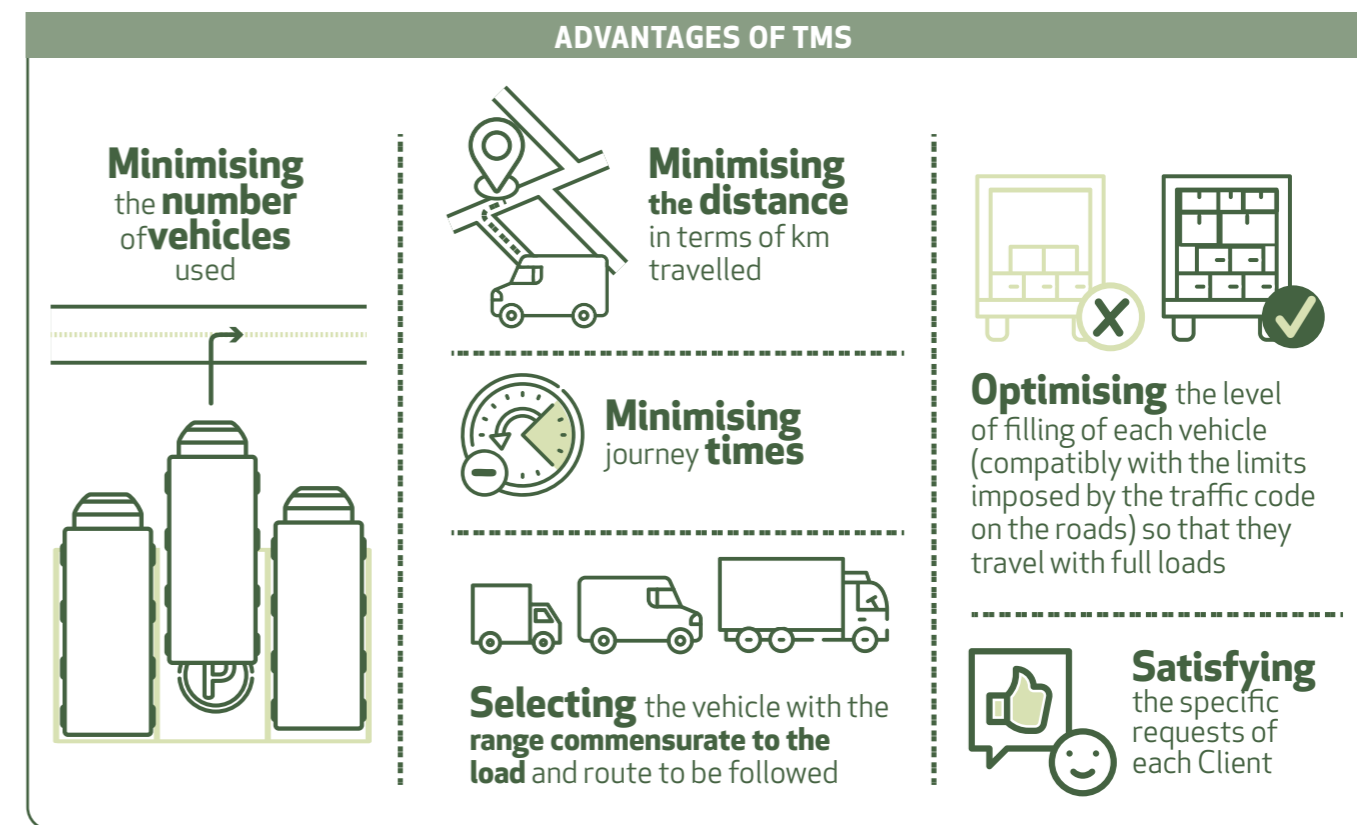 ADVANTAGES OF TMS
Minimising
the number
ofvehicles
used
P
Minimising
the distance
in terms of km
travelled
Minimising
journey times
Selecting the vehicle with the
range commensurate to the
load and route to be followed
Optimising the level
of filling of each vehicle
(compatibly with the limits
imposed by the traffic code
on the roads) so that they
travel with full loads
Satisfying
the specific
requests of
each Client